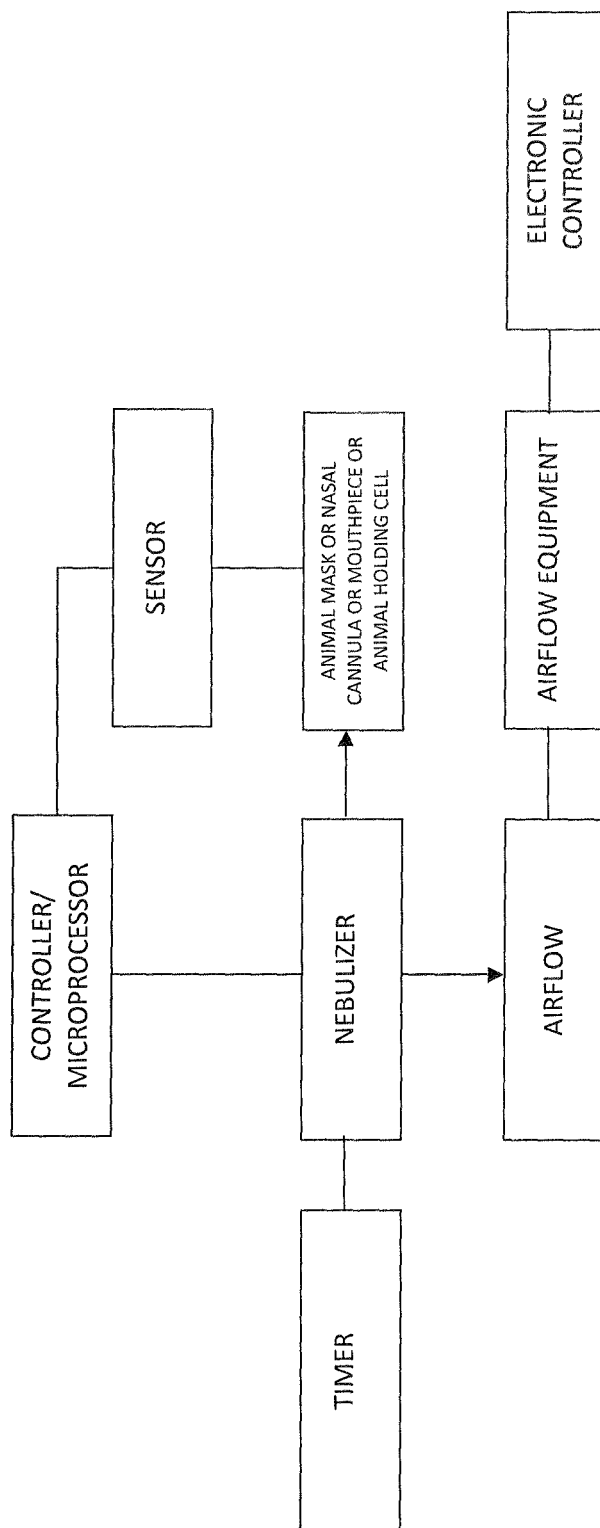 CONTROLLER/
MICROPROCESSOR
SENSOR
TIMER
NEBULIZER
ANIMAL MASK OR NASAL
CANNULA OR MOUTHPIECE OR
ANIMAL HOLDING CELL
AIRFLOW
AIRFLOW EQUIPMENT
ELECTRONIC
CONTROLLER